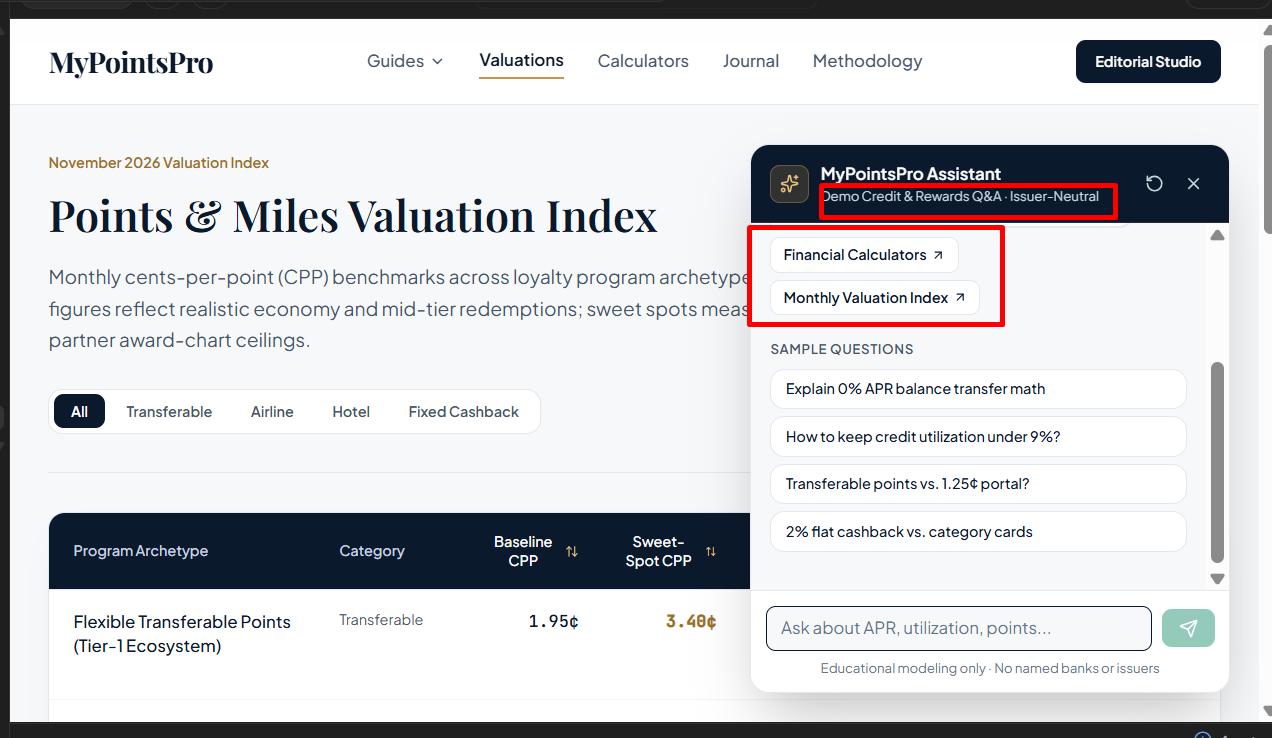 MyPointsPro
Guides
Valuations
Calculators
Journal
Methodology
Editorial Studio
November 2026 Valuation Index
Points & Miles Valuation Index
Monthly cents-per-point (CPP) benchmarks across loyalty program archetype
figures reflect realistic economy and mid-tier redemptions; sweet spots meas
partner award-chart ceilings.
All
Transferable
Airline
Hotel
Fixed Cashback
Program Archetype
Category
Baseline
CPP
Sweet-
Spot CPP
Flexible Transferable Points
(Tier-1 Ecosystem)
Transferable
1.95¢
3.40¢
MyPointsPro Assistant
Demo Credit & Rewards Q&A · Issuer-Neutral
Financial Calculators
Monthly Valuation Index
SAMPLE QUESTIONS
Explain 0% APR balance transfer math
How to keep credit utilization under 9%?
Transferable points vs. 1.25¢ portal?
2% flat cashback vs. category cards
Ask about APR, utilization, points...
Educational modeling only · No named banks or issuers